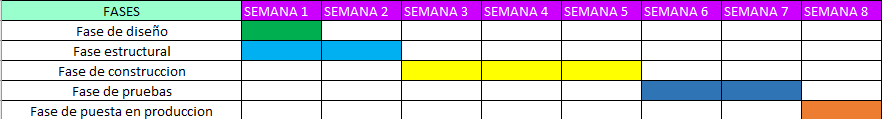 FASES SEMANA 1 SEMANA 2 SEMANA 3 SEMANA 4 SEMANA 5 SEMANA 6 SEMANA 7 SEMANA 8
Fase de diseño
Fase estructural
Fase de construccion
Fase de pruebas
Fase de puesta en produccion